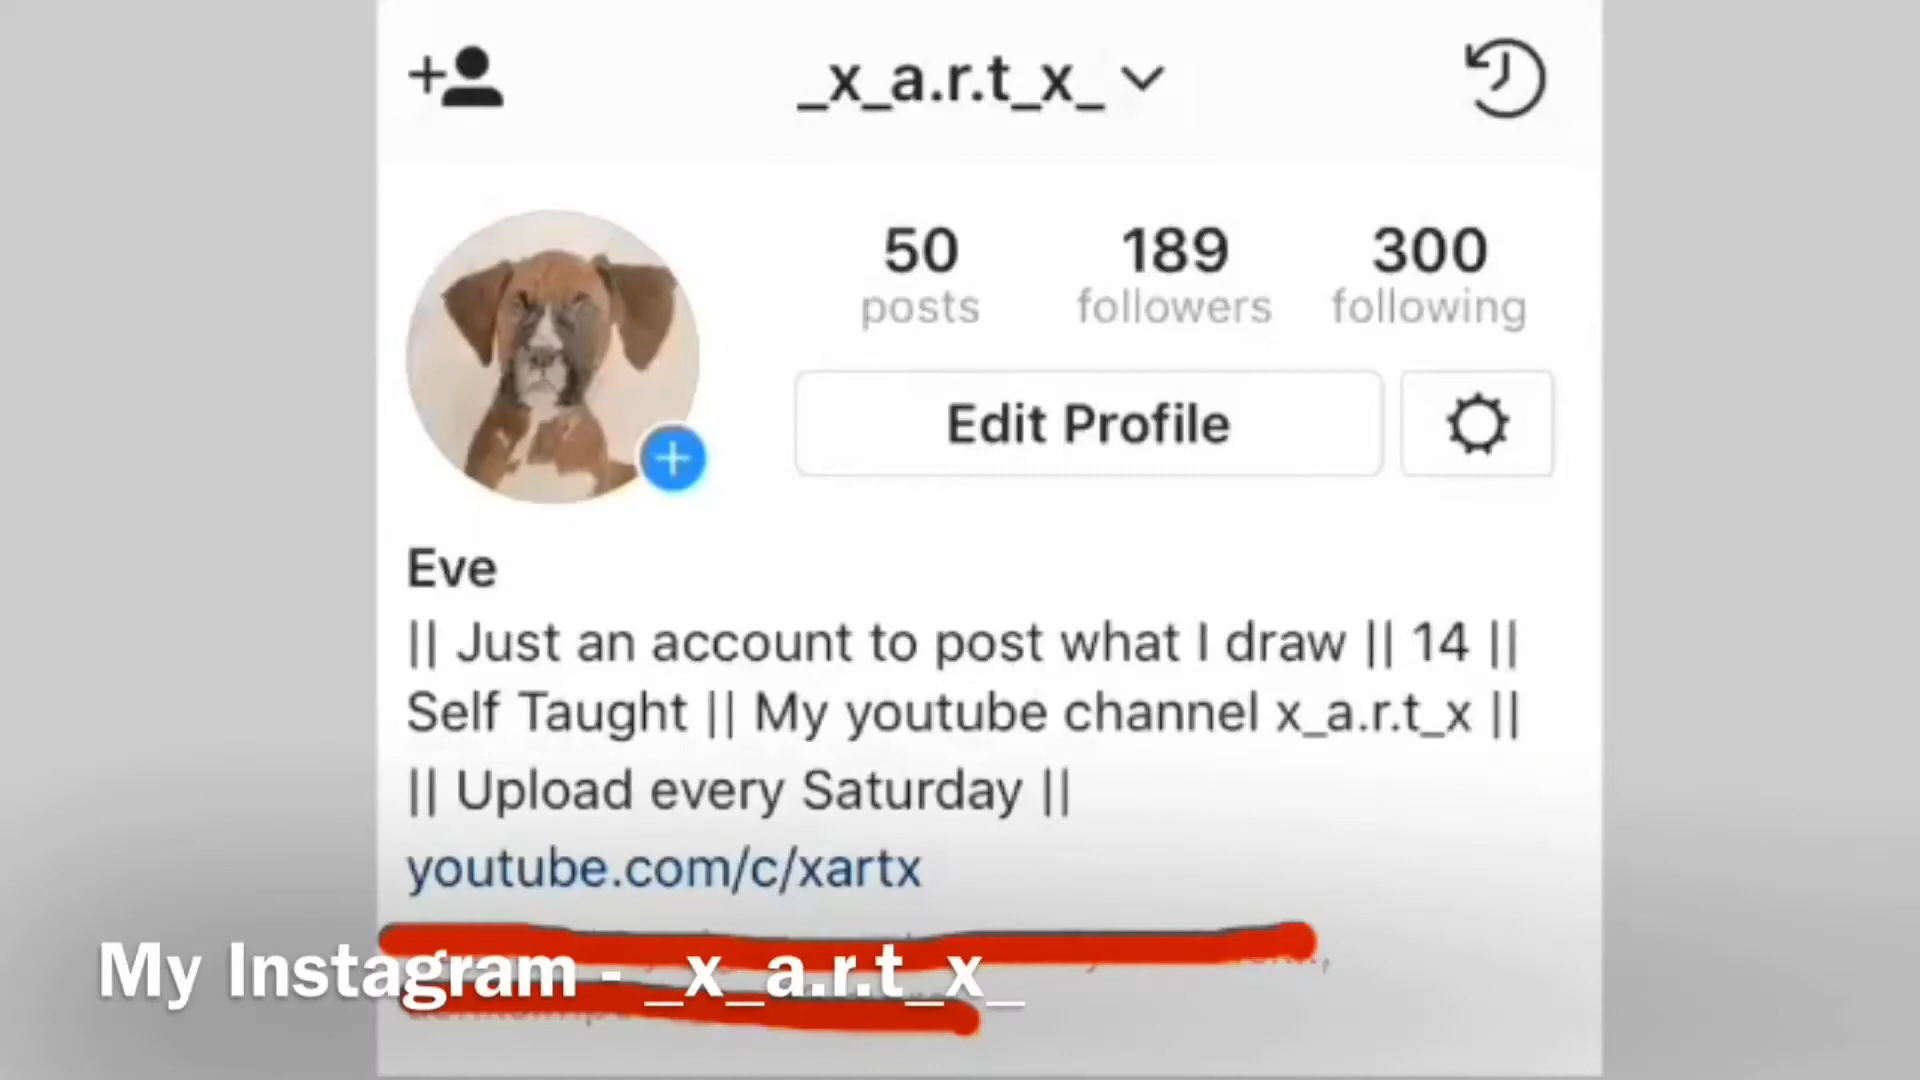 _x_a.r.t_x_
50 189 300
posts followers following
Edit Profile
Eve
|| Just an account to post what I draw || 14 ||
Self Taught || My youtube channel x_a.r.t_x ||
|| Upload every Saturday ||
youtube.com/c/xartx
My Instagram - _x_a.r.t_x_